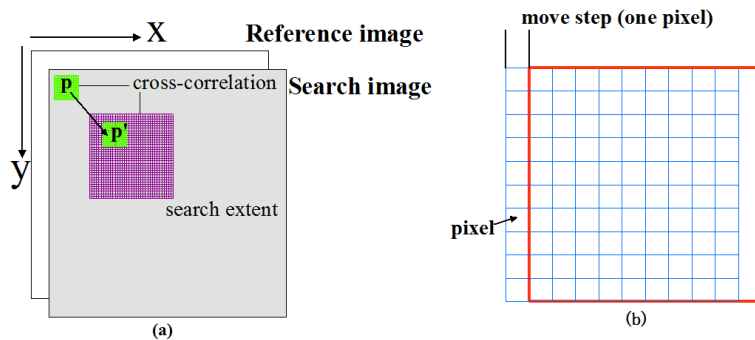 X
Reference image
y
p
cross-correlation
Search image
p'
search extent
(a)
move step (one pixel)
pixel
(b)